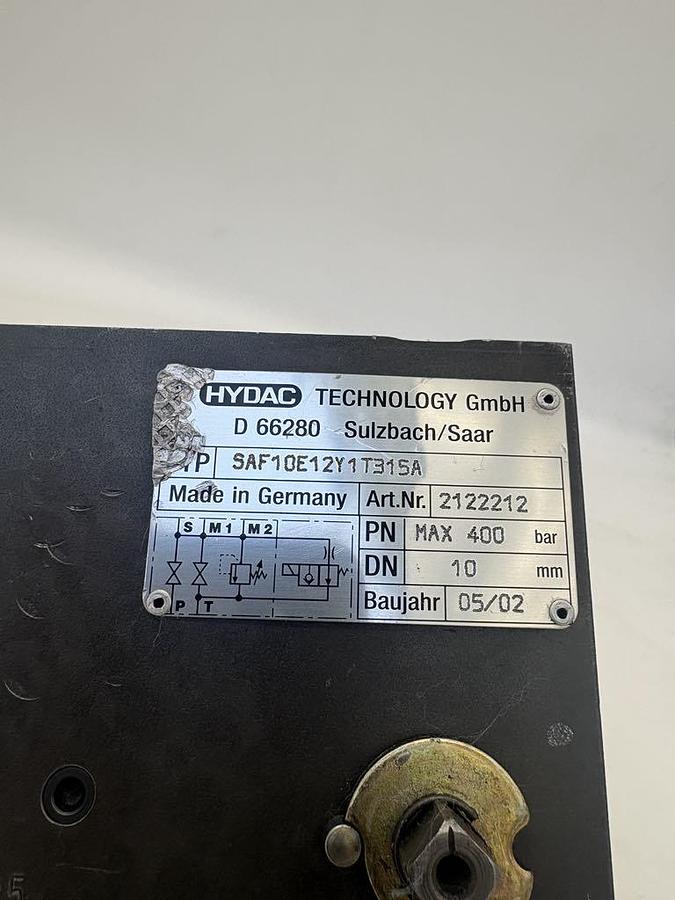 HYDAC TECHNOLOGY GmbH
D 66280 Sulzbach/Saar
SAF10E12Y1T315A
Made in Germany Art.Nr. 2122212
S M1 M2
PN MAX 400 bar
DN 10 mm
P T
Baujahr 05/02